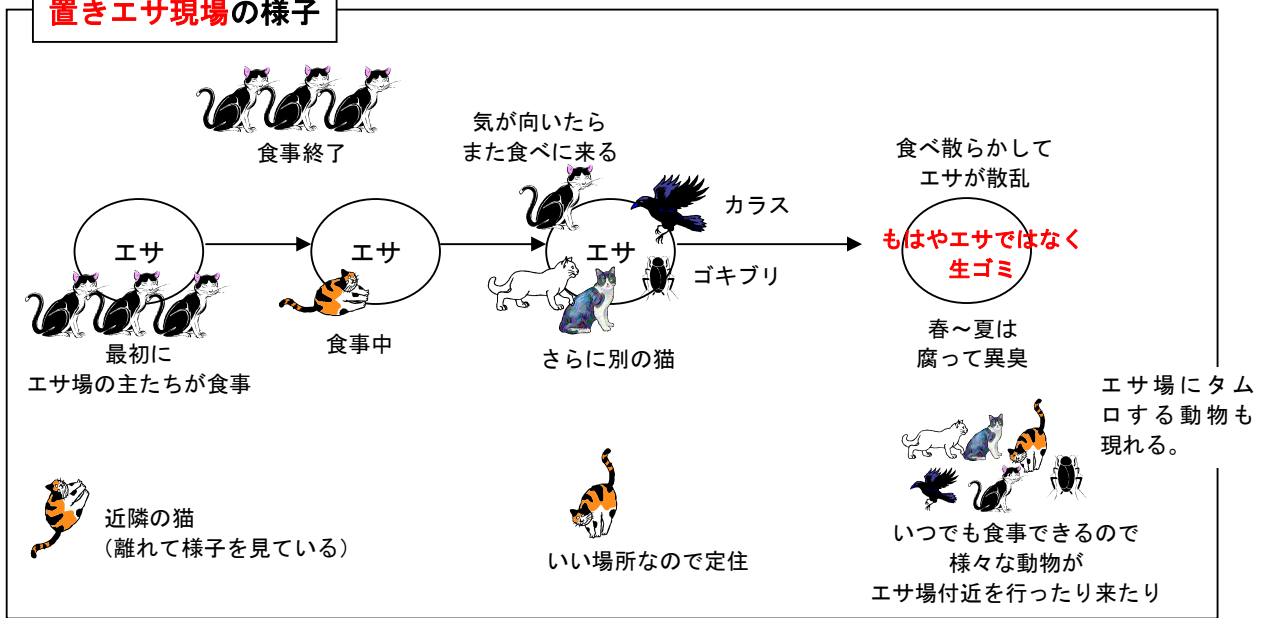 置きエサ現場の様子
食事終了
気が向いたら
また食べに来る
食べ散らかして
エサが散乱
カラス
エサ
エサ
エサ
もはやエサではなく
生ゴミ
ゴキブリ
最初に
エサ場の主たちが食事
食事中
さらに別の猫
春～夏は
腐って異臭
エサ場にタム
ロする動物も
現れる。
近隣の猫
（離れて様子を見ている）
いい場所なので定住
いつでも食事できるので
様々な動物が
エサ場付近を行ったり来たり